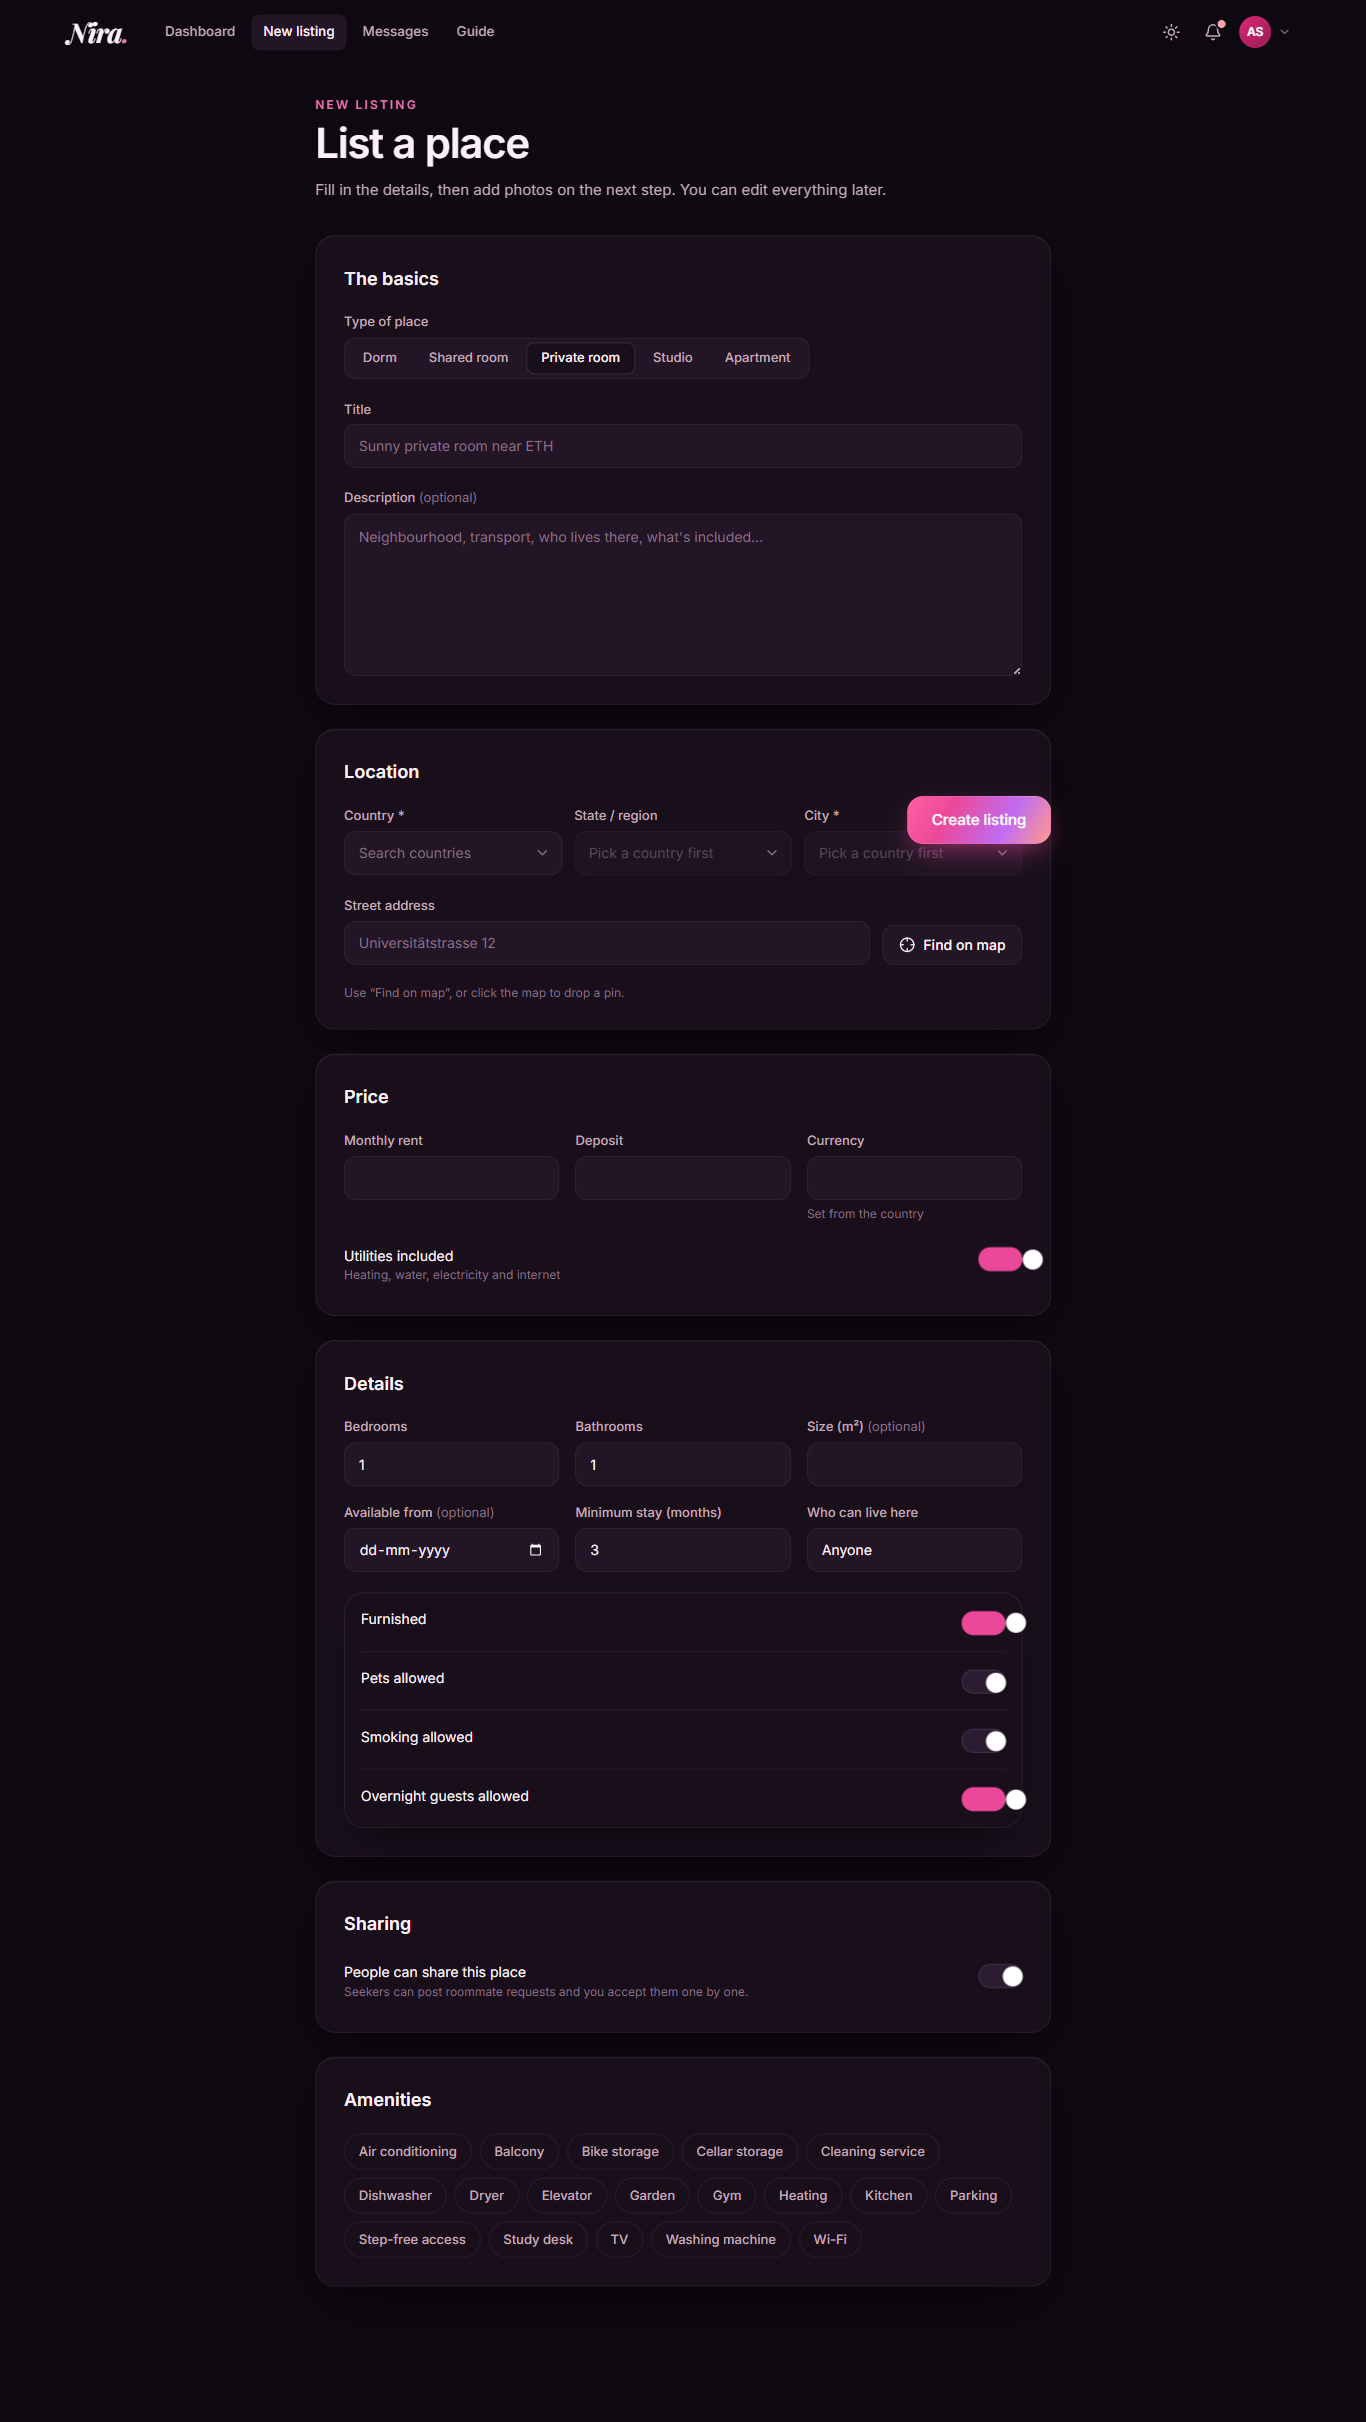 Nira.
Dashboard
New listing
Messages
Guide
AS
NEW LISTING
List a place
Fill in the details, then add photos on the next step. You can edit everything later.
The basics
Type of place
Dorm
Shared room
Private room
Studio
Apartment
Title
Sunny private room near ETH
Description (optional)
Neighbourhood, transport, who lives there, what's included...
Location
Country *
State / region
City *
Create listing
Search countries
Pick a country first
Pick a country first
Street address
Universitätstrasse 12
Find on map
Use “Find on map”, or click the map to drop a pin.
Price
Monthly rent
Deposit
Currency
Set from the country
Utilities included
Heating, water, electricity and internet
Details
Bedrooms
Bathrooms
Size (m²) (optional)
1
1
Available from (optional)
Minimum stay (months)
Who can live here
dd-mm-yyyy
3
Anyone
Furnished
Pets allowed
Smoking allowed
Overnight guests allowed
Sharing
People can share this place
Seekers can post roommate requests and you accept them one by one.
Amenities
Air conditioning
Balcony
Bike storage
Cellar storage
Cleaning service
Dishwasher
Dryer
Elevator
Garden
Gym
Heating
Kitchen
Parking
Step-free access
Study desk
TV
Washing machine
Wi-Fi